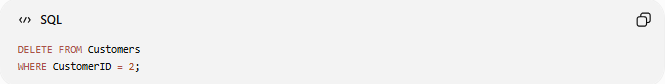 SQL
DELETE FROM Customers
WHERE CustomerID = 2;